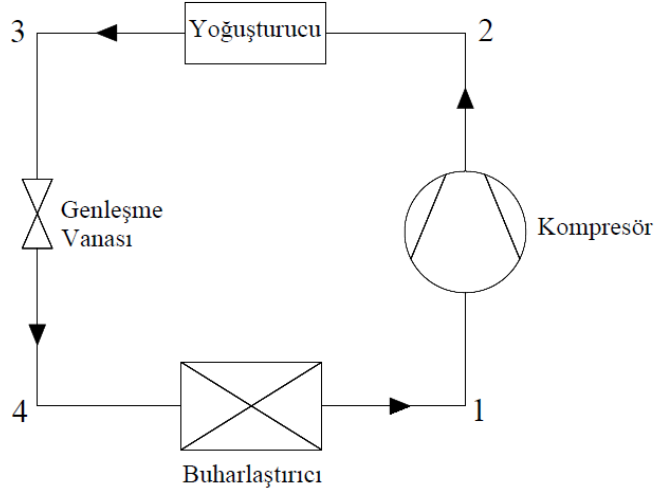 3
Yoğuşturucu
2
Genleşme
Vanası
Kompresör
4
1
Buharlaştırıcı